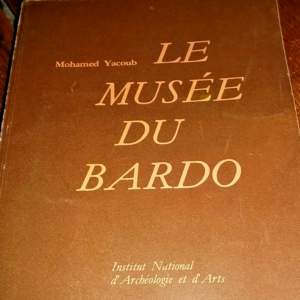 Mohamed Yacoub LE
MUSÉE
DU
BARDO
Institut National
d'Archéologie et d'Arts